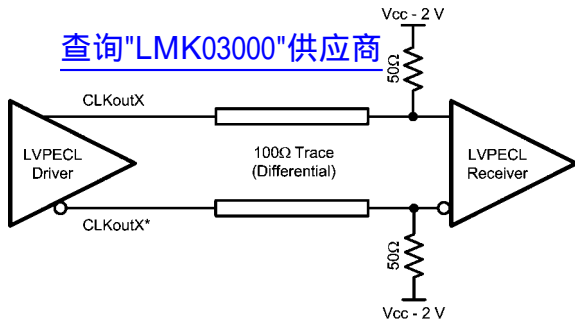 Vcc - 2 V
查询"LMK03000"供应商
50Ω
CLKoutX
LVPECL
Driver
100Ω Trace
(Differential)
LVPECL
Receiver
CLKoutX*
50Ω
Vcc - 2 V